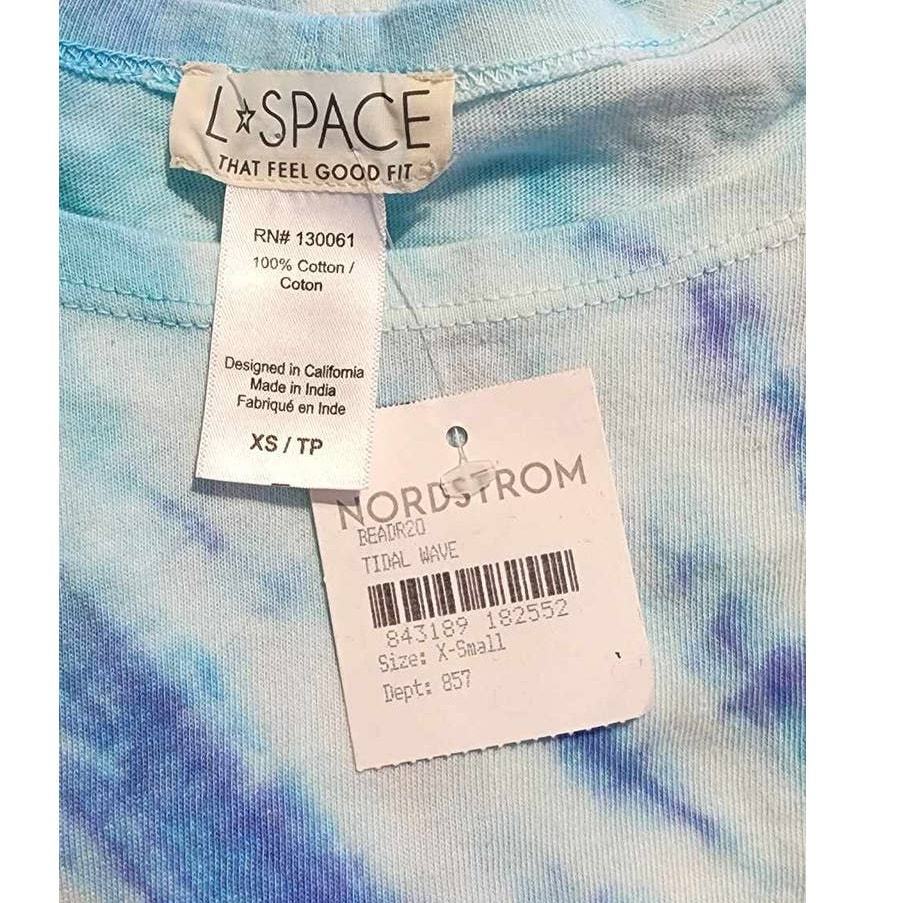 L☆SPACE
THAT FEEL GOOD FIT
RN# 130061
100% Cotton /
Coton
Designed in California
Made in India
Fabriqué en Inde
XS / TP
NORDSTROM
BEADR20
TIDAL WAVE
843189 182552
Size: X-Small
Dept: 857